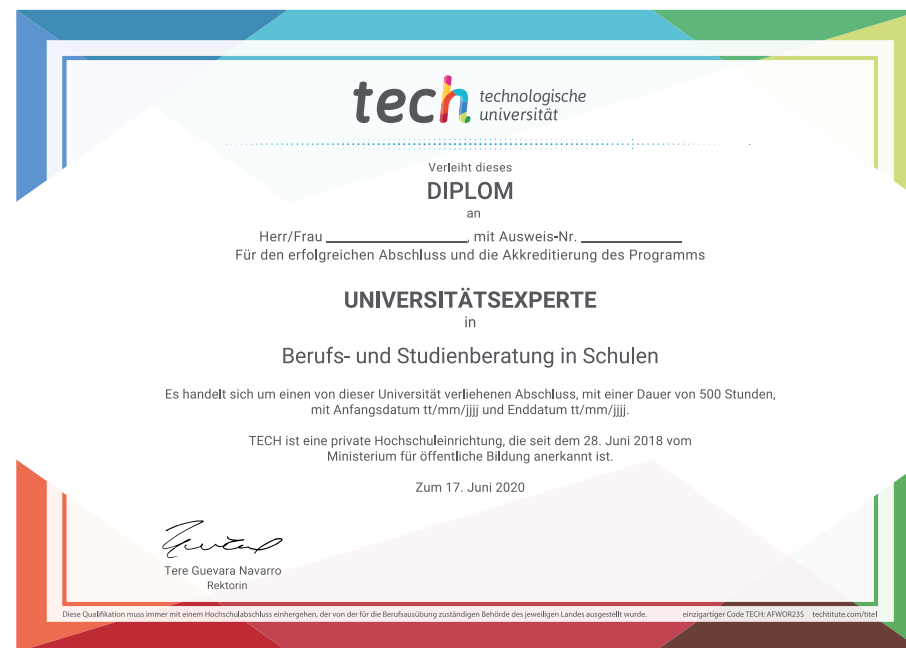 tech technologische
universität
Verleiht dieses
DIPLOM
an
Herr/Frau ____________________, mit Ausweis-Nr. ______________
Für den erfolgreichen Abschluss und die Akkreditierung des Programms
UNIVERSITÄTSEXPERTE
in
Berufs- und Studienberatung in Schulen
Es handelt sich um einen von dieser Universität verliehenen Abschluss, mit einer Dauer von 500 Stunden,
mit Anfangsdatum tt/mm/jjjj und Enddatum tt/mm/jjjj.
TECH ist eine private Hochschuleinrichtung, die seit dem 28. Juni 2018 vom
Ministerium für öffentliche Bildung anerkannt ist.
Zum 17. Juni 2020
Tere Guevara Navarro
Rektorin
Diese Qualifikation muss immer mit einem Hochschulabschluss einhergehen, der von der für die Berufsausübung zuständigen Behörde des jeweiligen Landes ausgestellt wurde. einzigartiger Code TECH: AFWOR23S techtitute.com/titel